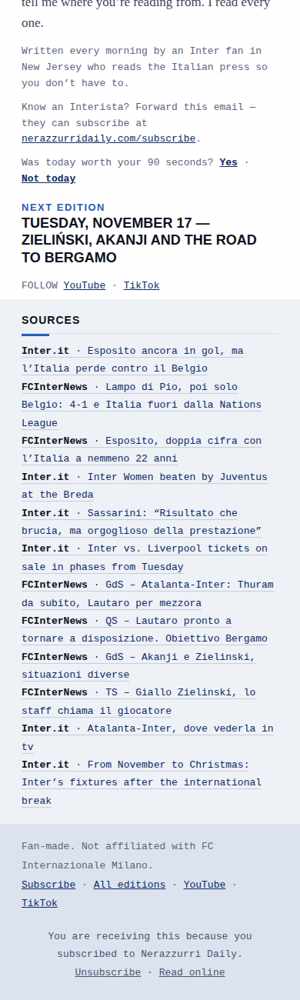 tell me where you’re reading from. I read every
one.
Written every morning by an Inter fan in
New Jersey who reads the Italian press so
you don’t have to.
Know an Interista? Forward this email —
they can subscribe at
nerazzurridaily.com/subscribe.
Was today worth your 90 seconds? Yes ·
Not today
NEXT EDITION
TUESDAY, NOVEMBER 17 —
ZIELIŃSKI, AKANJI AND THE ROAD
TO BERGAMO
FOLLOW YouTube · TikTok
SOURCES
Inter.it · Esposito ancora in gol, ma
l’Italia perde contro il Belgio
FCInterNews · Lampo di Pio, poi solo
Belgio: 4-1 e Italia fuori dalla Nations
League
FCInterNews · Esposito, doppia cifra con
l’Italia a nemmeno 22 anni
Inter.it · Inter Women beaten by Juventus
at the Breda
Inter.it · Sassarini: “Risultato che
brucia, ma orgoglioso della prestazione”
Inter.it · Inter vs. Liverpool tickets on
sale in phases from Tuesday
FCInterNews · GdS – Atalanta-Inter: Thuram
da subito, Lautaro per mezzora
FCInterNews · QS – Lautaro pronto a
tornare a disposizione. Obiettivo Bergamo
FCInterNews · GdS – Akanji e Zielinski,
situazioni diverse
FCInterNews · TS – Giallo Zielinski, lo
staff chiama il giocatore
Inter.it · Atalanta-Inter, dove vederla in
tv
Inter.it · From November to Christmas:
Inter’s fixtures after the international
break
Fan-made. Not affiliated with FC
Internazionale Milano.
Subscribe · All editions · YouTube ·
TikTok
You are receiving this because you
subscribed to Nerazzurri Daily.
Unsubscribe · Read online